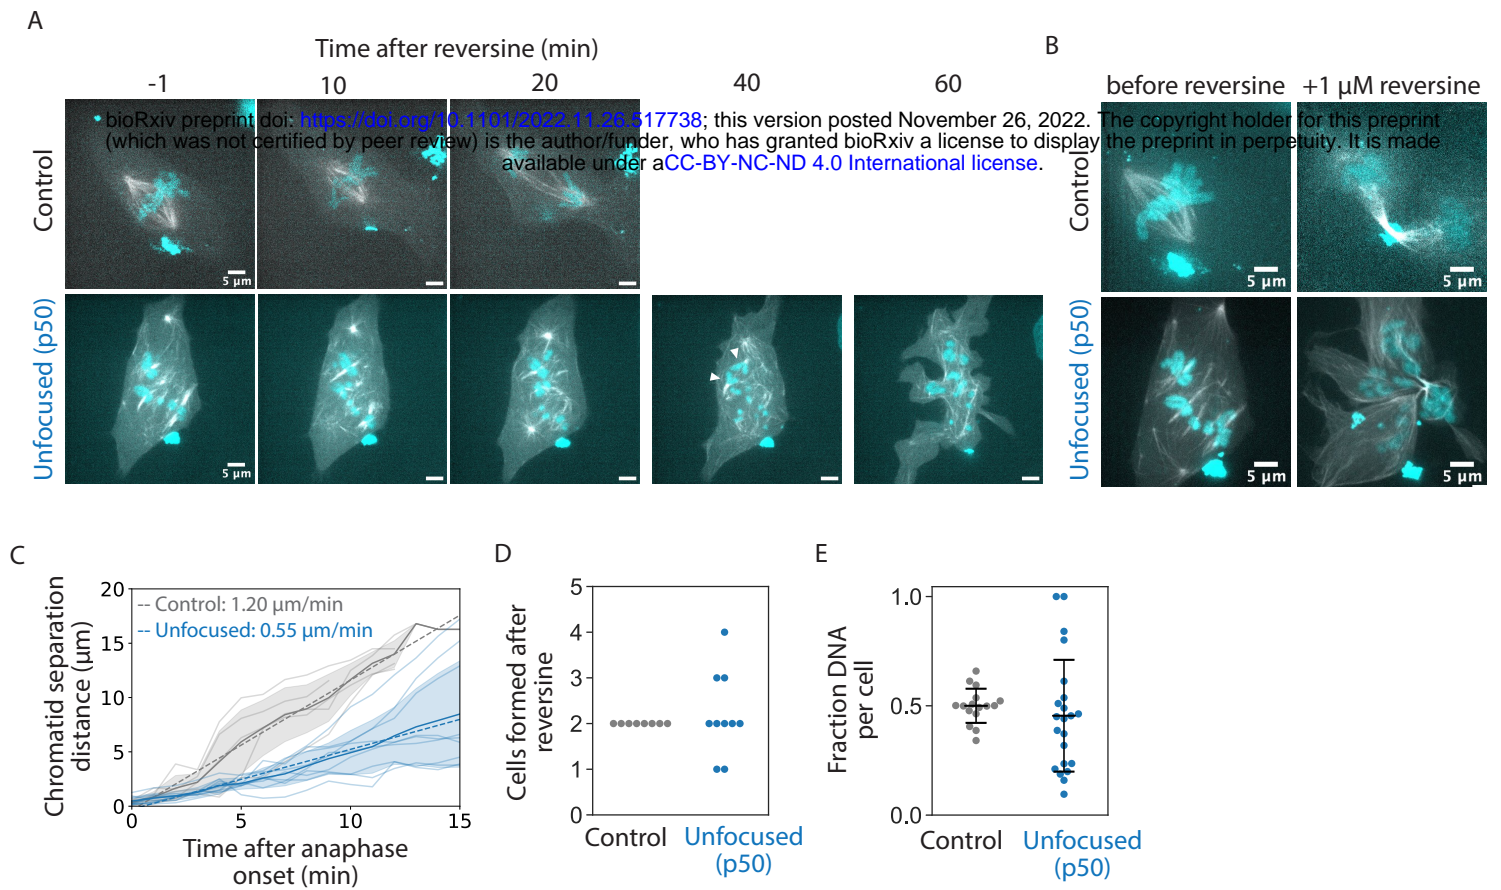 A
Time after reversine (min)
-1
10
20
40
60
B
before reversine
+1 µM reversine
bioRxiv preprint doi: https://doi.org/10.1101/2022.11.26.517738; this version posted November 26, 2022. The copyright holder for this preprint
(which was not certified by peer review) is the author/funder, who has granted bioRxiv a license to display the preprint in perpetuity. It is made
available under aCC-BY-NC-ND 4.0 International license.
Control
5 µm
Control
5 µm
5 µm
Unfocused (p50)
5 µm
Unfocused (p50)
5 µm
5 µm
C
Chromatid separation
distance (µm)
20
15
10
5
0
-- Control: 1.20 µm/min
-- Unfocused: 0.55 µm/min
0
5
10
15
Time after anaphase
onset (min)
D
Cells formed after
reversine
5
4
3
2
1
0
Control
Unfocused
(p50)
E
Fraction DNA
per cell
1.0
0.5
0.0
Control
Unfocused
(p50)